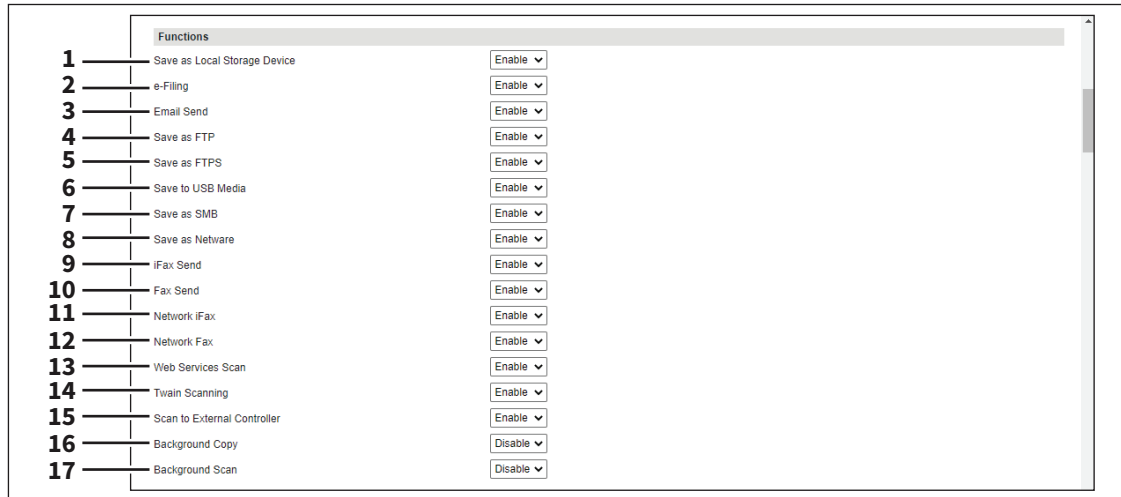 Functions
1 Save as Local Storage Device Enable
2 e-Filing Enable
3 Email Send Enable
4 Save as FTP Enable
5 Save as FTPS Enable
6 Save to USB Media Enable
7 Save as SMB Enable
8 Save as Netware Enable
9 iFax Send Enable
10 Fax Send Enable
11 Network iFax Enable
12 Network Fax Enable
13 Web Services Scan Enable
14 Twain Scanning Enable
15 Scan to External Controller Enable
16 Background Copy Disable
17 Background Scan Disable